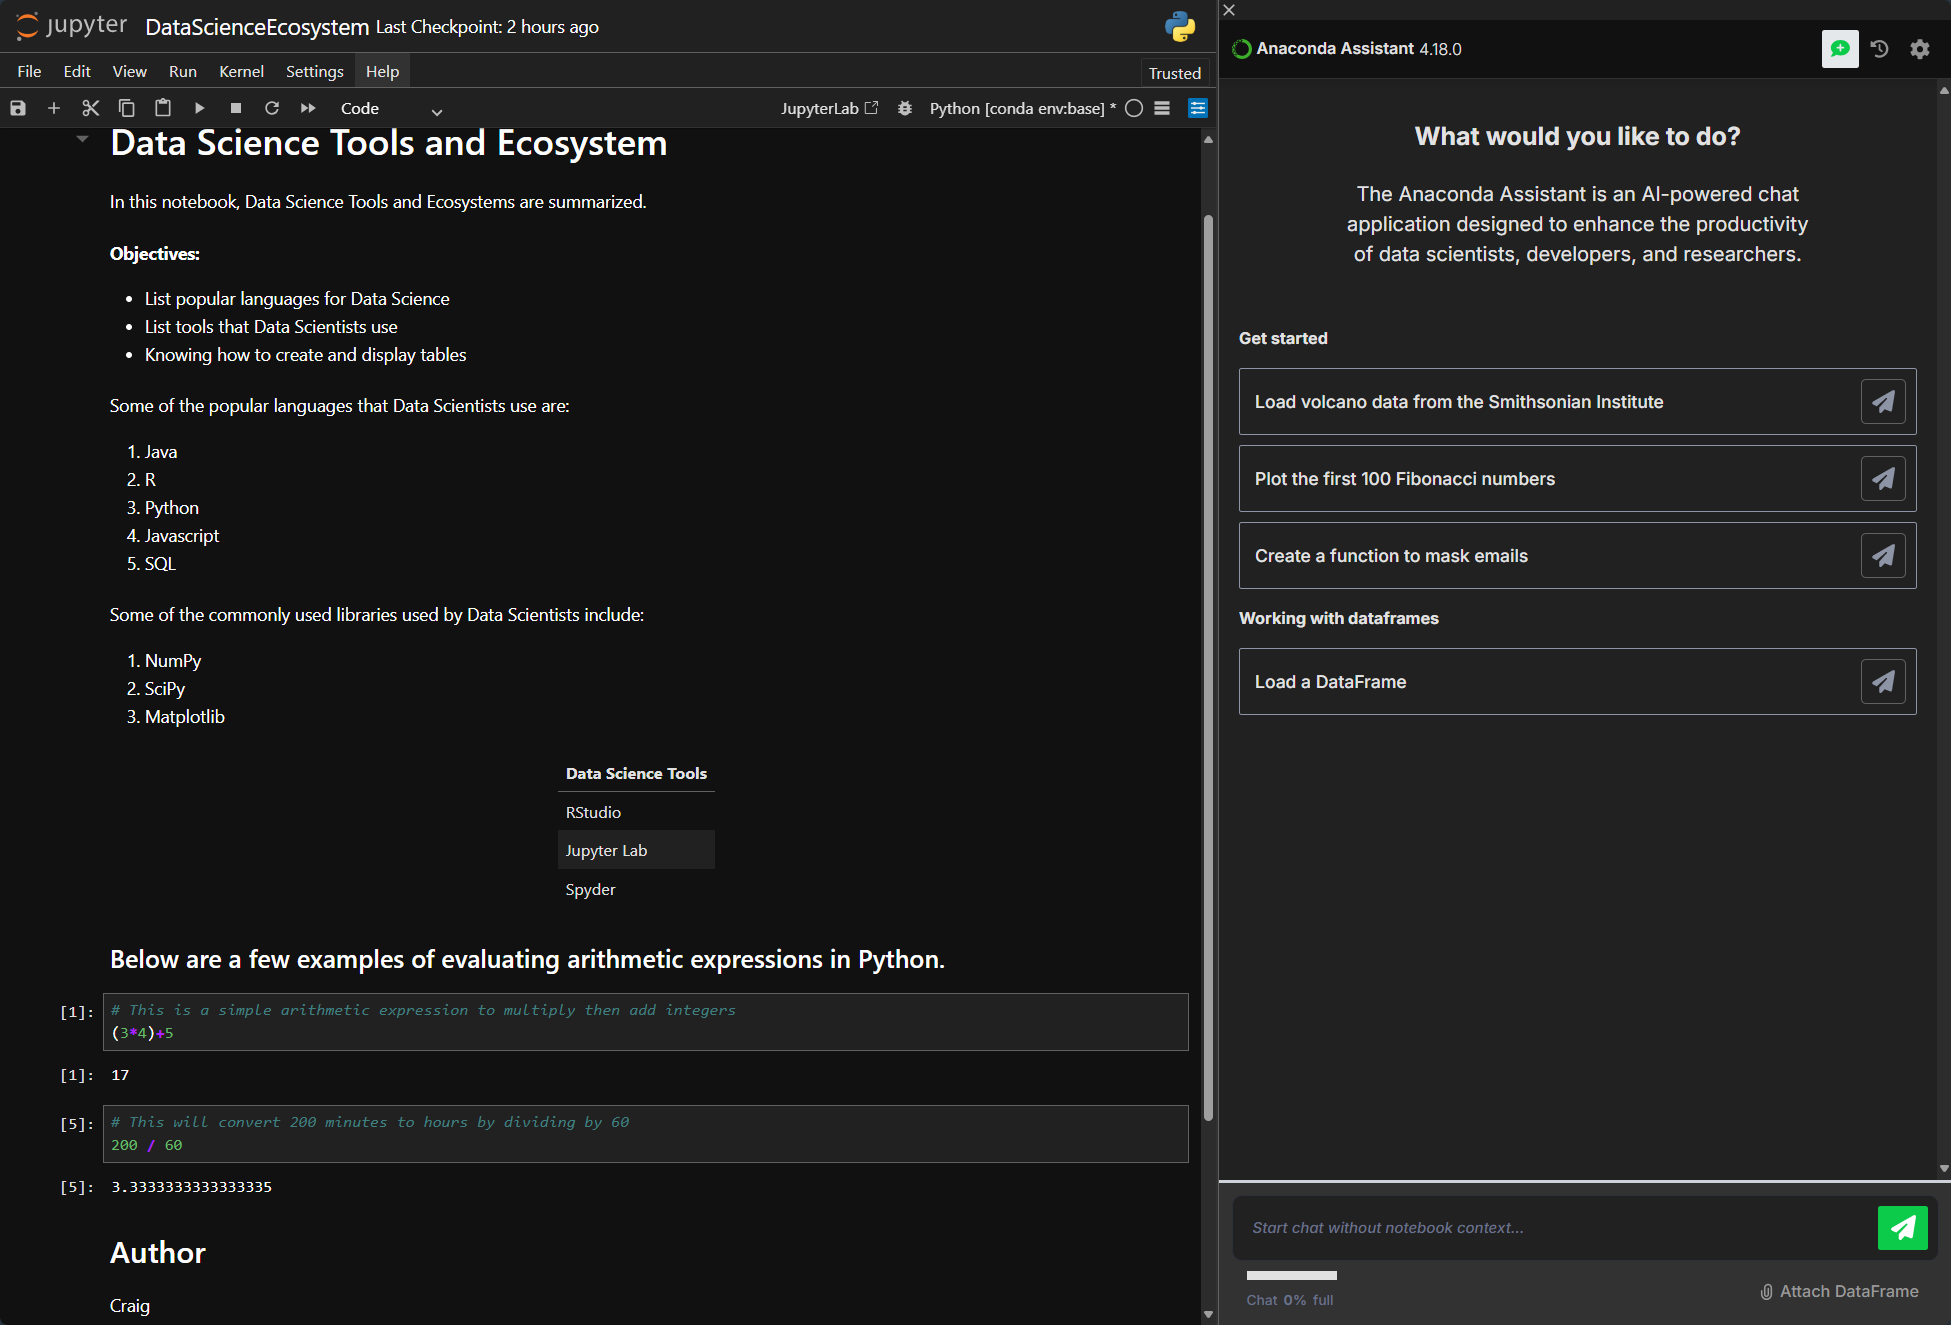 jupyter DataScienceEcosystem Last Checkpoint: 2 hours ago
File Edit View Run Kernel Settings Help Trusted
Code JupyterLab Python [conda env:base] *
Data Science Tools and Ecosystem
In this notebook, Data Science Tools and Ecosystems are summarized.
Objectives:
• List popular languages for Data Science
• List tools that Data Scientists use
• Knowing how to create and display tables
Some of the popular languages that Data Scientists use are:
1. Java
2. R
3. Python
4. Javascript
5. SQL
Some of the commonly used libraries used by Data Scientists include:
1. NumPy
2. SciPy
3. Matplotlib
Data Science Tools
RStudio
Jupyter Lab
Spyder
Below are a few examples of evaluating arithmetic expressions in Python.
[1]: # This is a simple arithmetic expression to multiply then add integers
(3*4)+5
[1]: 17
[5]: # This will convert 200 minutes to hours by dividing by 60
200 / 60
[5]: 3.3333333333333335
Author
Craig
Anaconda Assistant 4.18.0
What would you like to do?
The Anaconda Assistant is an AI-powered chat
application designed to enhance the productivity
of data scientists, developers, and researchers.
Get started
Load volcano data from the Smithsonian Institute
Plot the first 100 Fibonacci numbers
Create a function to mask emails
Working with dataframes
Load a DataFrame
Start chat without notebook context...
Chat 0% full
Attach DataFrame